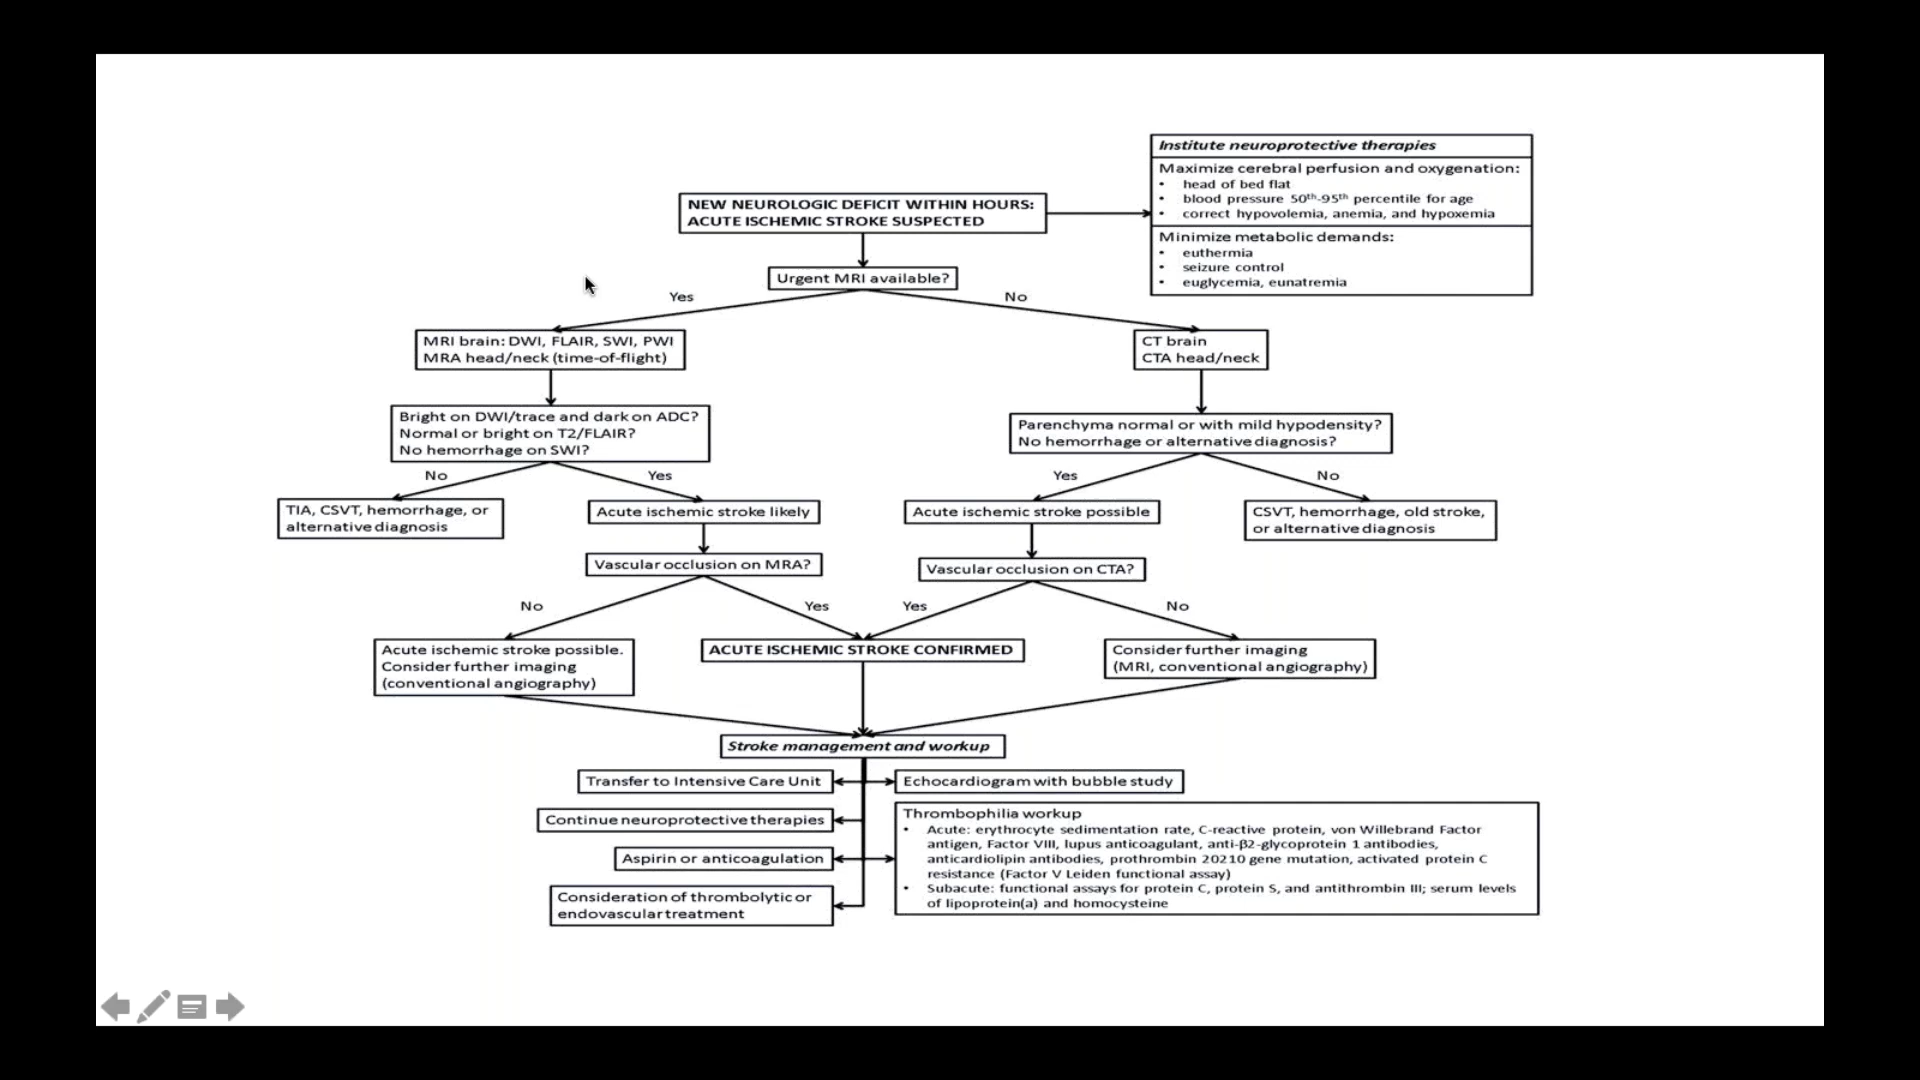 Institute neuroprotective therapies
Maximize cerebral perfusion and oxygenation:
• head of bed flat
• blood pressure 50th-95th percentile for age
• correct hypovolemia, anemia, and hypoxemia
Minimize metabolic demands:
• euthermia
• seizure control
• euglycemia, eunatremia
NEW NEUROLOGIC DEFICIT WITHIN HOURS:
ACUTE ISCHEMIC STROKE SUSPECTED
Urgent MRI available?
Yes
No
MRI brain: DWI, FLAIR, SWI, PWI
MRA head/neck (time-of-flight)
CT brain
CTA head/neck
Bright on DWI/trace and dark on ADC?
Normal or bright on T2/FLAIR?
No hemorrhage on SWI?
Parenchyma normal or with mild hypodensity?
No hemorrhage or alternative diagnosis?
No
Yes
Yes
No
TIA, CSVT, hemorrhage, or
alternative diagnosis
Acute ischemic stroke likely
Acute ischemic stroke possible
CSVT, hemorrhage, old stroke,
or alternative diagnosis
Vascular occlusion on MRA?
Vascular occlusion on CTA?
No
Yes
Yes
No
Acute ischemic stroke possible.
Consider further imaging
(conventional angiography)
ACUTE ISCHEMIC STROKE CONFIRMED
Consider further imaging
(MRI, conventional angiography)
Stroke management and workup
Transfer to Intensive Care Unit
Echocardiogram with bubble study
Continue neuroprotective therapies
Aspirin or anticoagulation
Consideration of thrombolytic or
endovascular treatment
Thrombophilia workup
• Acute: erythrocyte sedimentation rate, C-reactive protein, von Willebrand Factor
antigen, Factor VIII, lupus anticoagulant, anti-β2-glycoprotein 1 antibodies,
anticardiolipin antibodies, prothrombin 20210 gene mutation, activated protein C
resistance (Factor V Leiden functional assay)
• Subacute: functional assays for protein C, protein S, and antithrombin III; serum levels
of lipoprotein(a) and homocysteine